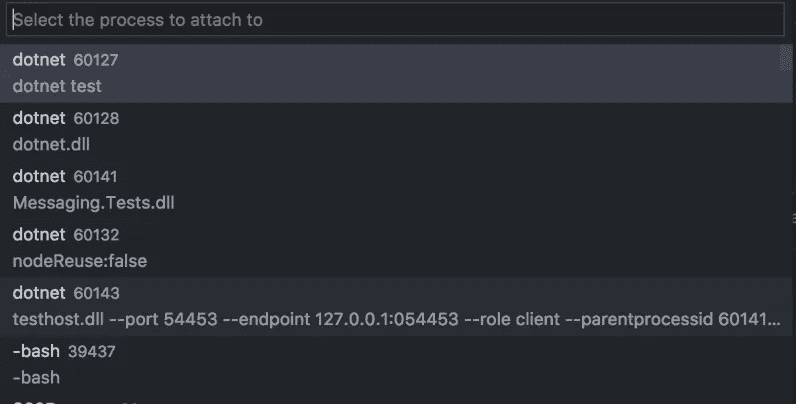 Select the process to attach to
dotnet 60127
dotnet test
dotnet 60128
dotnet.dll
dotnet 60141
Messaging.Tests.dll
dotnet 60132
nodeReuse:false
dotnet 60143
testhost.dll --port 54453 --endpoint 127.0.0.1:054453 --role client --parentprocessid 60141...
-bash 39437
-bash